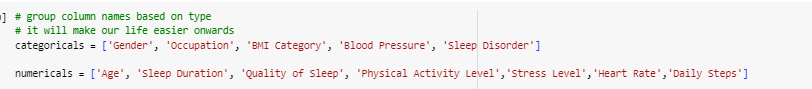 ] # group column names based on type
# it will make our life easier onwards
categoricals = ['Gender', 'Occupation', 'BMI Category', 'Blood Pressure', 'Sleep Disorder']
numericals = ['Age', 'Sleep Duration', 'Quality of Sleep', 'Physical Activity Level','Stress Level','Heart Rate','Daily Steps']